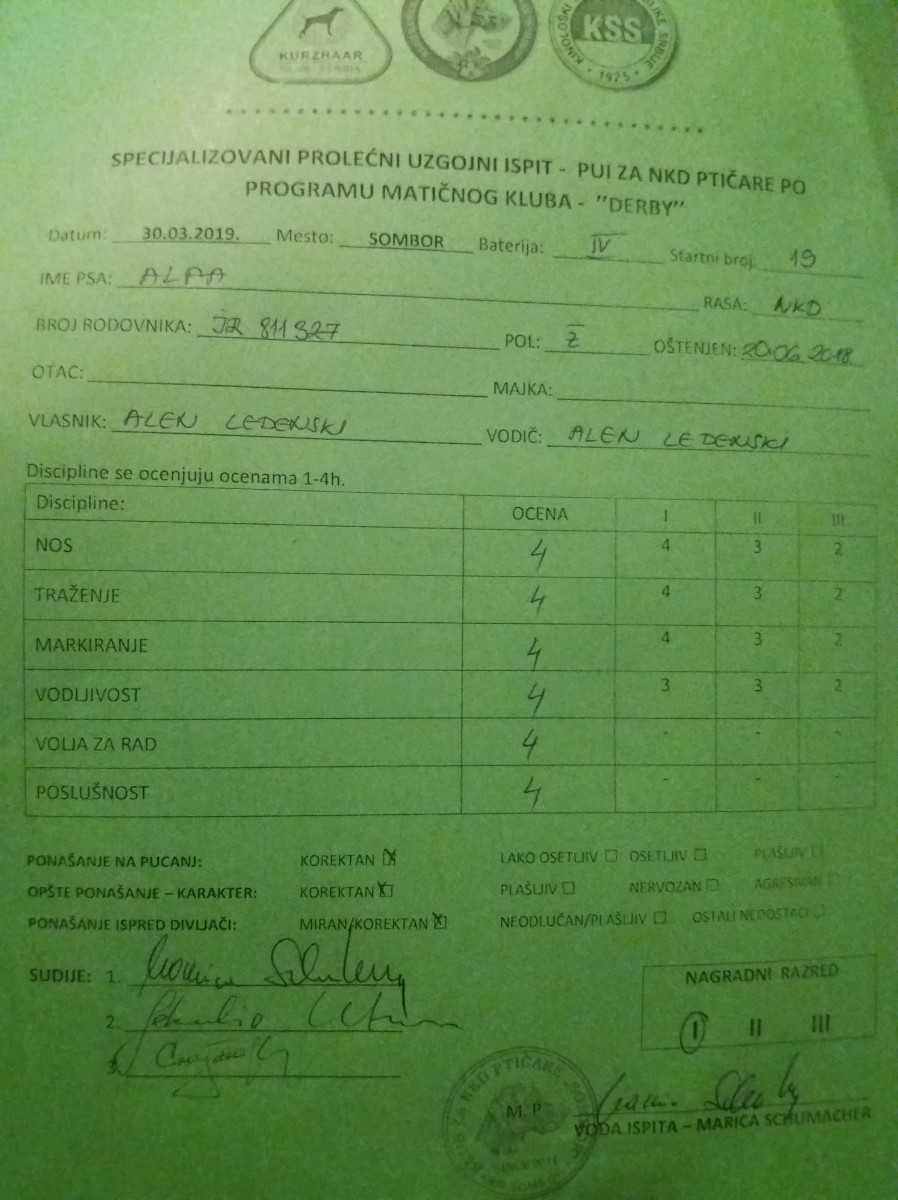 KURZHAAR
KSS
KINOLOŠKI
SRBIJE
1925
SPECIJALIZOVANI PROLEĆNI UZGOJNI ISPIT - PUI ZA NKD PTIČARE PO
PROGRAMU MATIČNOG KLUBA - "DERBY"
Datum: 30.03.2019. Mesto: SOMBOR Baterija: IV Startni broj: 19
IME PSA: ALPA RASA: NKD
BROJ RODOVNIKA: JR 811327 POL: Ž OŠTENJEN: 20.06.2018
OTAC: MAJKA:
VLASNIK: ALEN LEDENSKI VODIČ: ALEN LEDENSKI
Discipline se ocenjuju ocenama 1-4h.
Discipline: OCENA I II III
NOS 4 4 3 2
TRAŽENJE 4 4 3 2
MARKIRANJE 4 4 3 2
VODLJIVOST 4 3 3 2
VOLJA ZA RAD 4 - - -
POSLUŠNOST 4 - - -
PONAŠANJE NA PUCANJ: KOREKTAN ☒ LAKO OSETLJIV ☐ OSETLJIV ☐ PLAŠLJIV ☐
OPŠTE PONAŠANJE – KARAKTER: KOREKTAN ☒ PLAŠLJIV ☐ NERVOZAN ☐ AGRESIVAN ☐
PONAŠANJE ISPRED DIVLJAČI: MIRAN/KOREKTAN ☒ NEODLUČAN/PLAŠLJIV ☐ OSTALI NEDOSTACI ☐
SUDIJE: 1.
2.
3.
NAGRADNI RAZRED
I II III
ZA NKD PTIČARE
M.P.
VOĐA ISPITA – MARICA SCHUMACHER